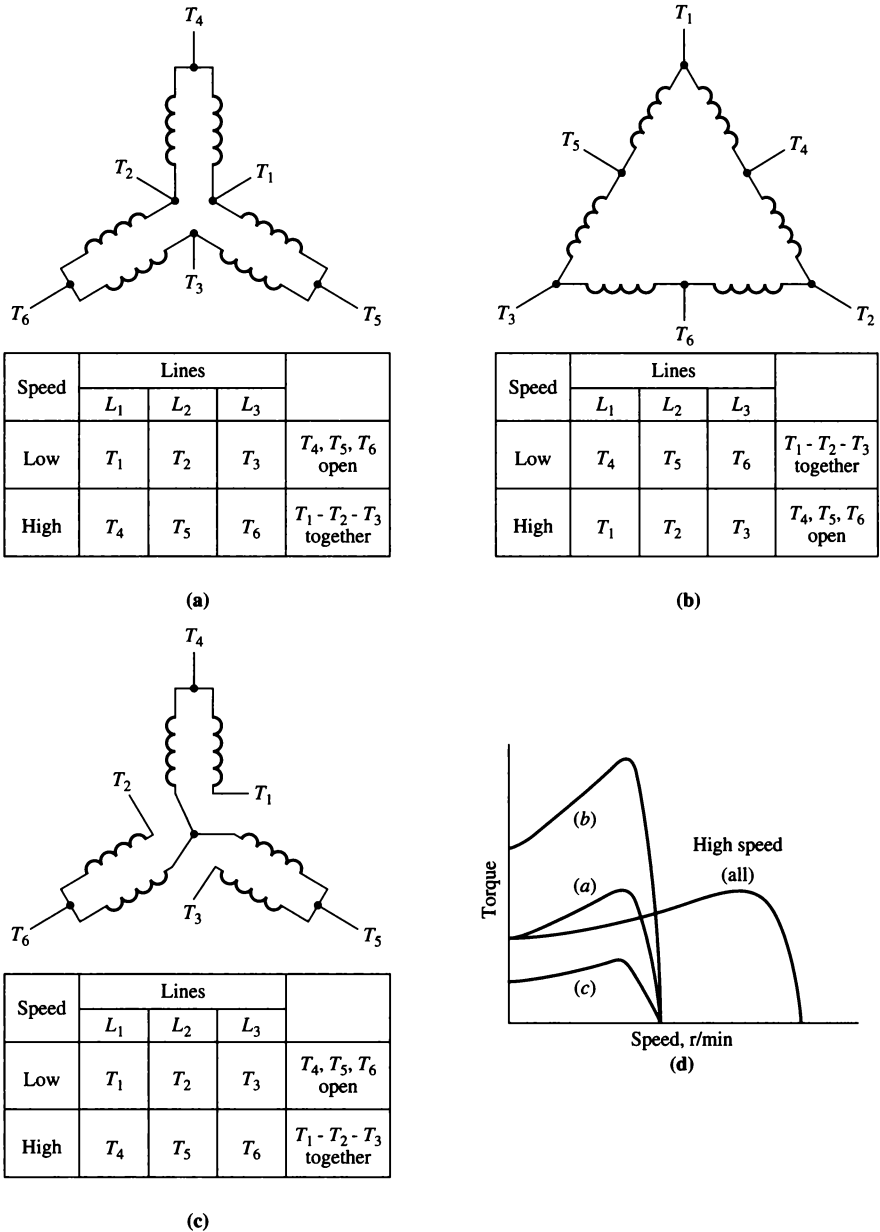 T4
T2 T1
T3
T6 T5
Speed Lines
L1 L2 L3
Low T1 T2 T3 T4, T5, T6 open
High T4 T5 T6 T1 - T2 - T3 together
(a)
T1
T5 T4
T3 T2
T6
Speed Lines
L1 L2 L3
Low T4 T5 T6 T1 - T2 - T3 together
High T1 T2 T3 T4, T5, T6 open
(b)
T4
T2 T1
T3
T6 T5
Speed Lines
L1 L2 L3
Low T1 T2 T3 T4, T5, T6 open
High T4 T5 T6 T1 - T2 - T3 together
(c)
Torque
(b)
(a)
(c)
High speed
(all)
Speed, r/min
(d)